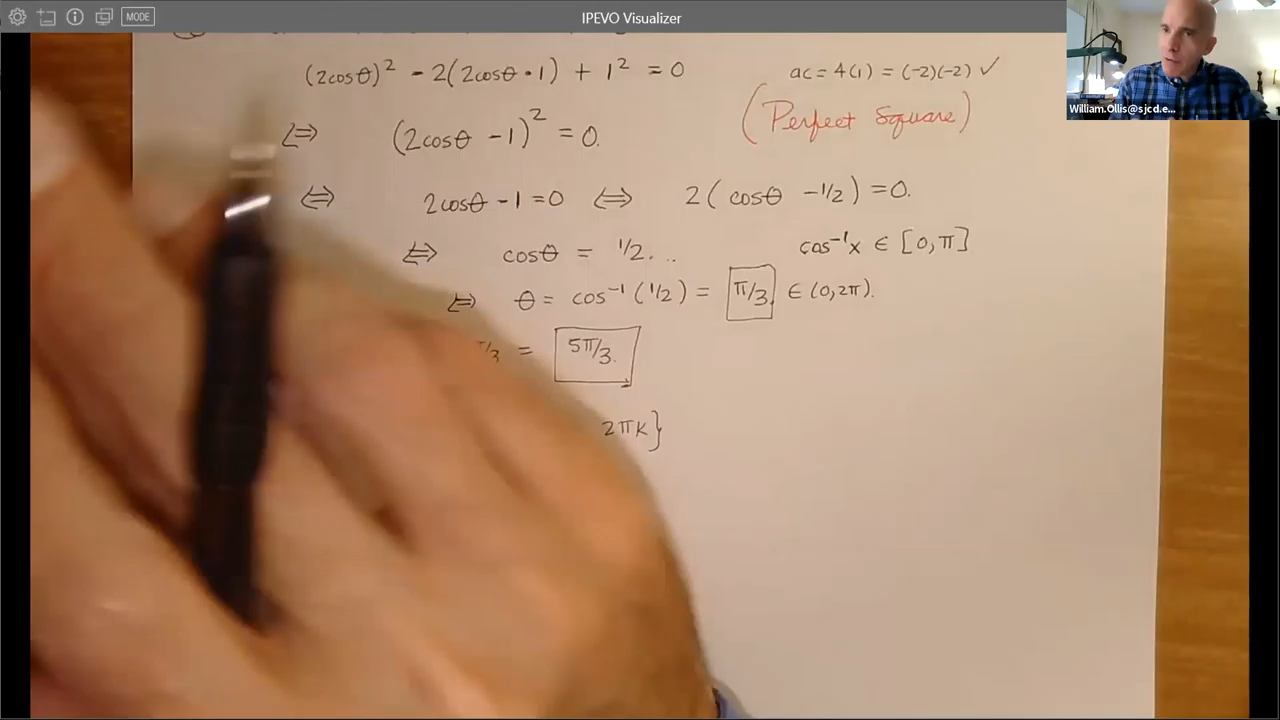 MODE
IPEVO Visualizer
William.Ollis@sjcd.e...
(2cosθ)² - 2(2cosθ · 1) + 1² = 0
ac = 4(1) = (-2)(-2) ✓
(Perfect Square)
⇔ (2cosθ - 1)² = 0.
⇔ 2cosθ - 1 = 0 ⇔ 2(cosθ - 1/2) = 0.
⇔ cosθ = 1/2...
cos⁻¹x ∈ [0, π]
⇔ θ = cos⁻¹(1/2) = π/3. ∈ (0, 2π).
/3 = 5π/3.
2πk}